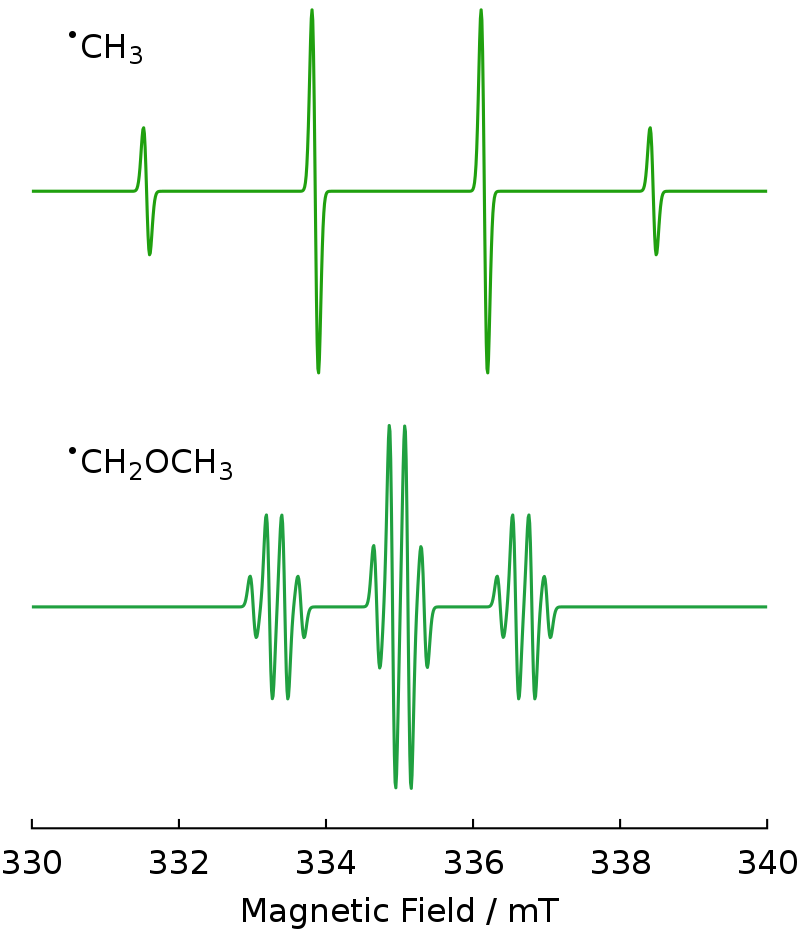 •CH₃
•CH₂OCH₃
330 332 334 336 338 340
Magnetic Field / mT